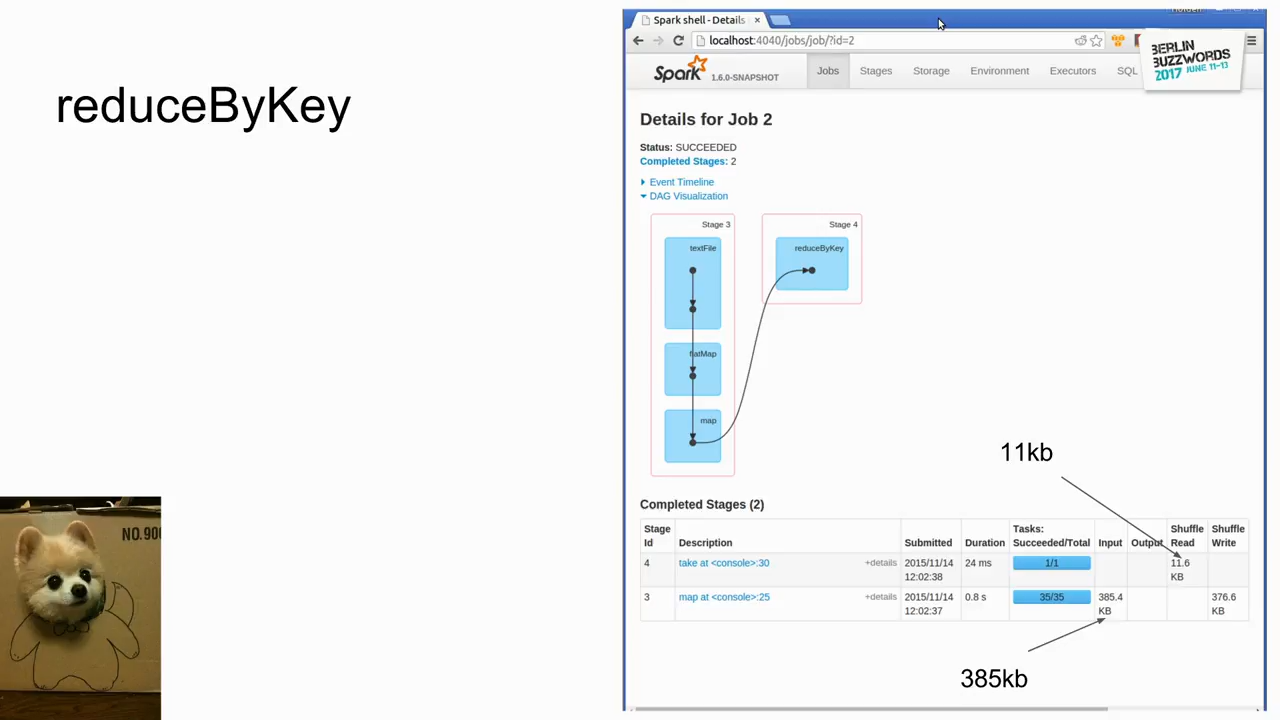 reduceByKey
Spark shell - Details
localhost:4040/jobs/job/?id=2
BERLIN
BUZZWORDS
2017 JUNE 11-13
Spark 1.6.0-SNAPSHOT
Jobs Stages Storage Environment Executors SQL
Details for Job 2
Status: SUCCEEDED
Completed Stages: 2
Event Timeline
DAG Visualization
Stage 3
Stage 4
textFile
reduceByKey
flatMap
map
11kb
Completed Stages (2)
Stage Id Description Submitted Duration Tasks: Succeeded/Total Input Output Shuffle Read Shuffle Write
4 take at <console>:30 +details 2015/11/14 12:02:38 24 ms 1/1 11.6 KB
3 map at <console>:25 +details 2015/11/14 12:02:37 0.8 s 35/35 385.4 KB 376.6 KB
385kb
NO.900